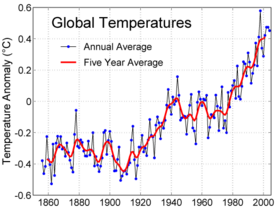 Global Temperatures
Annual Average
Five Year Average
Temperature Anomaly (°C)
0.6
0.4
0.2
0
-0.2
-0.4
-0.6
1860 1880 1900 1920 1940 1960 1980 2000